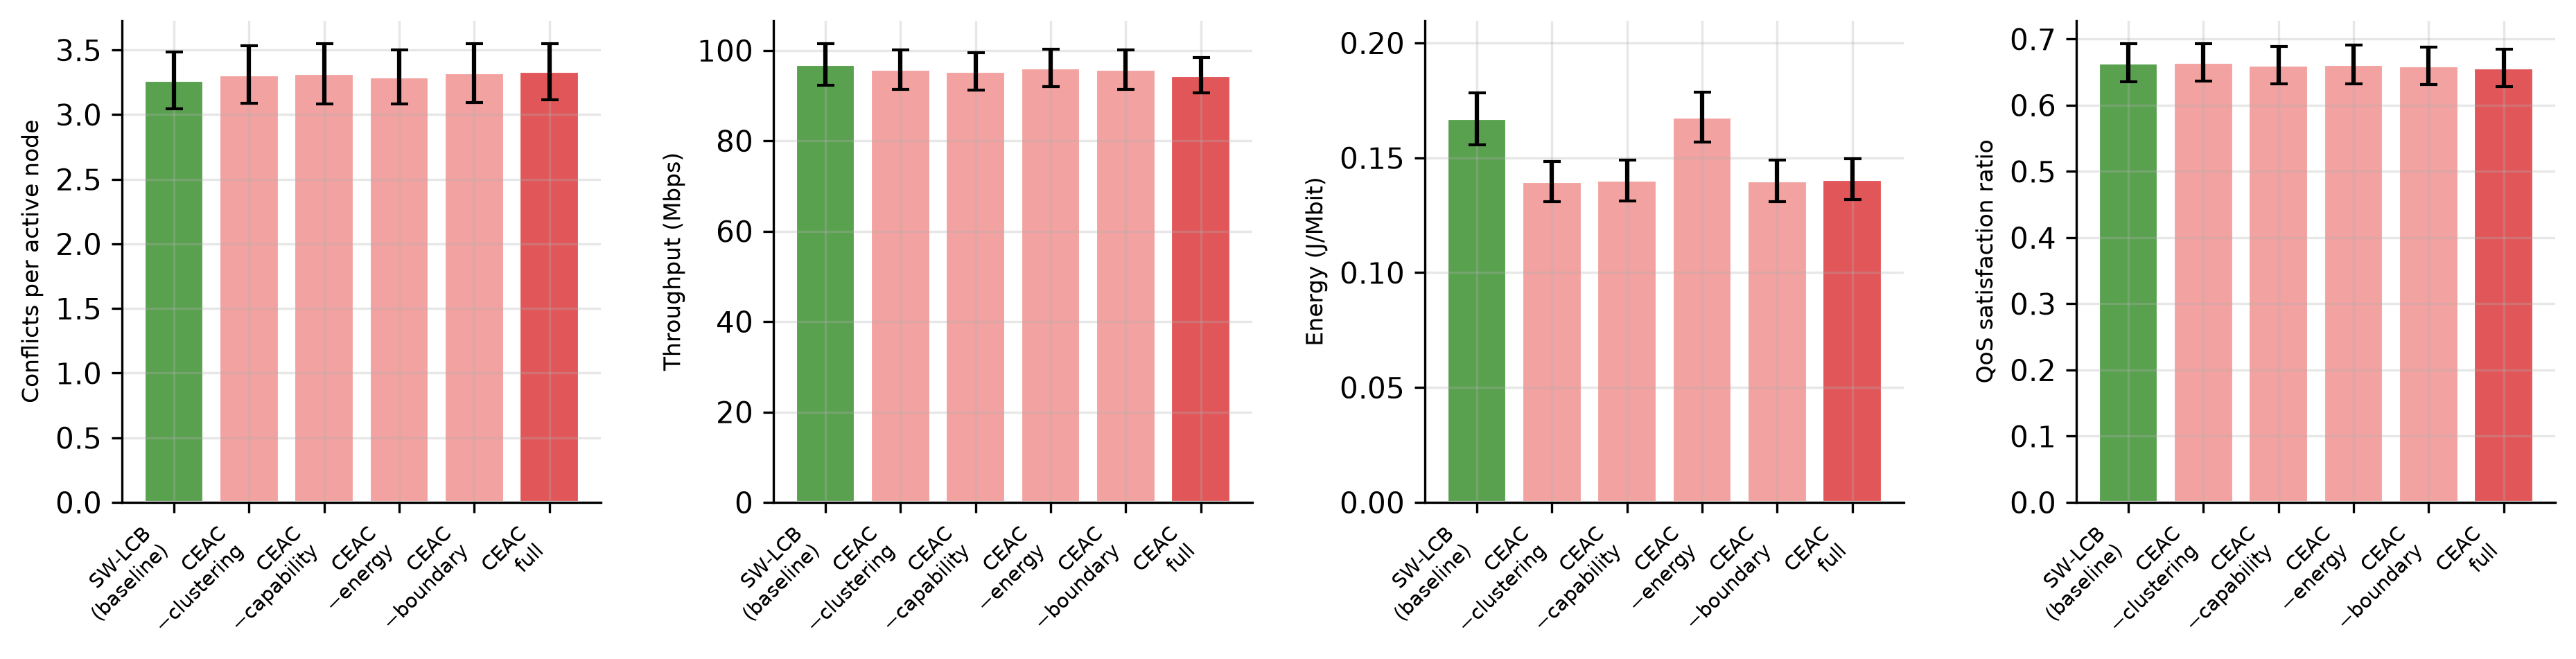 Conflicts per active node
3.5
3.0
2.5
2.0
1.5
1.0
0.5
0.0
SW-LCB
(baseline)
CEAC
−clustering
CEAC
−capability
CEAC
−energy
CEAC
−boundary
CEAC
full
Throughput (Mbps)
100
80
60
40
20
0
SW-LCB
(baseline)
CEAC
−clustering
CEAC
−capability
CEAC
−energy
CEAC
−boundary
CEAC
full
Energy (J/Mbit)
0.20
0.15
0.10
0.05
0.00
SW-LCB
(baseline)
CEAC
−clustering
CEAC
−capability
CEAC
−energy
CEAC
−boundary
CEAC
full
QoS satisfaction ratio
0.7
0.6
0.5
0.4
0.3
0.2
0.1
0.0
SW-LCB
(baseline)
CEAC
−clustering
CEAC
−capability
CEAC
−energy
CEAC
−boundary
CEAC
full